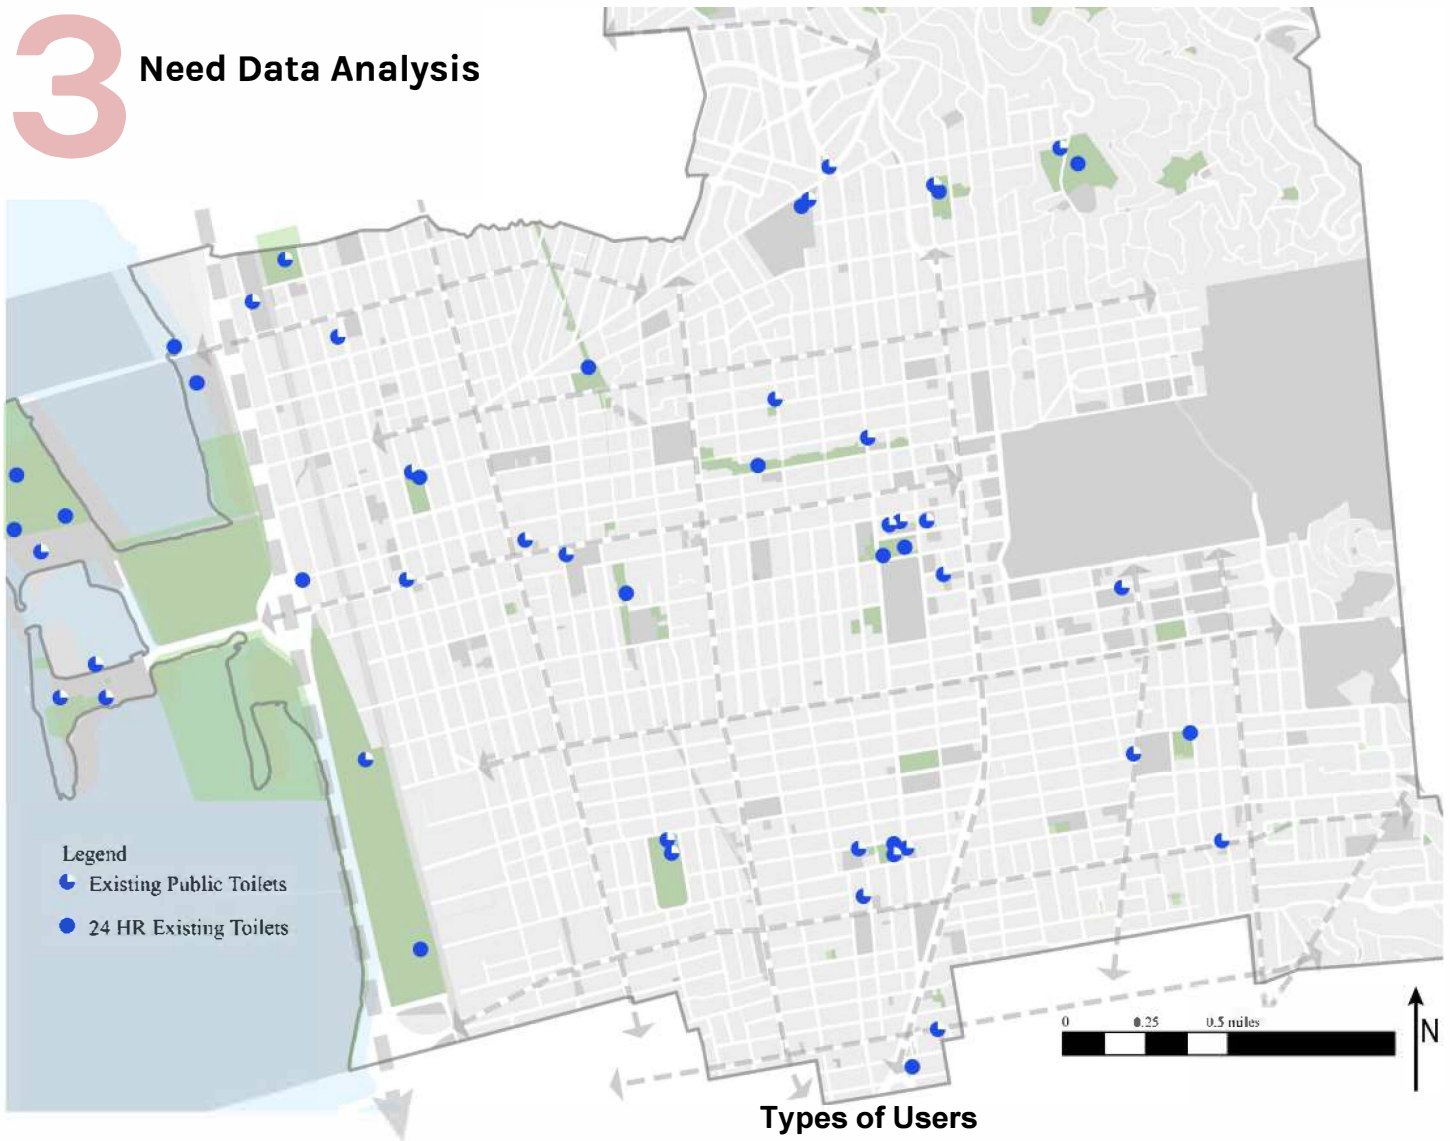 3
Need Data Analysis
Legend
Existing Public Toilets
24 HR Existing Toilets
0 0.25 0.5 miles
N
Types of Users